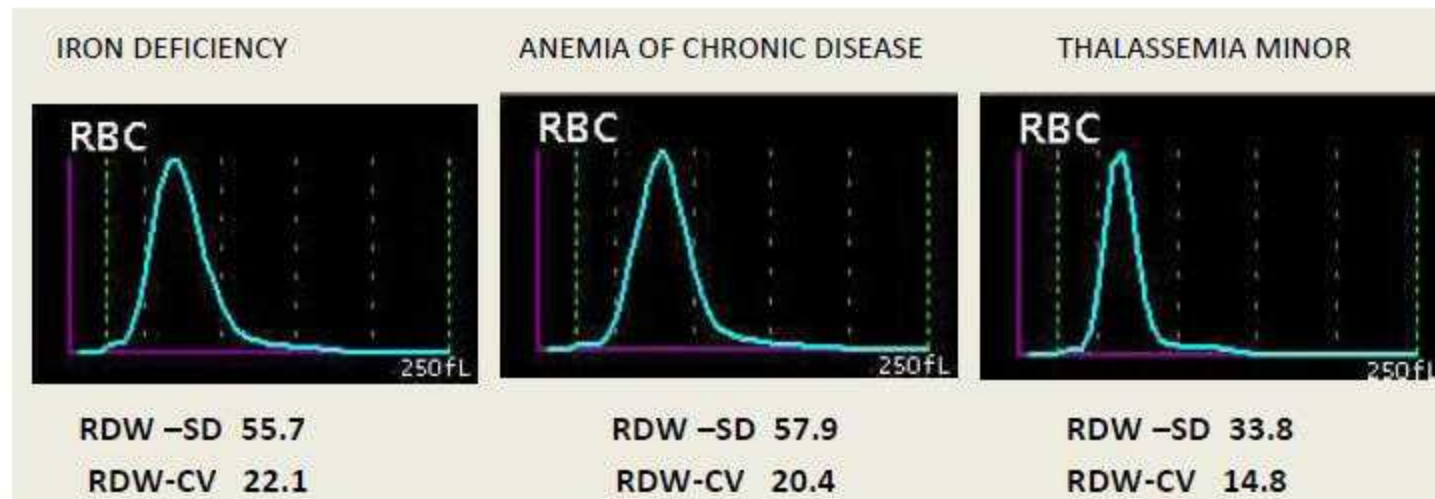 IRON DEFICIENCY
ANEMIA OF CHRONIC DISEASE
THALASSEMIA MINOR
RBC
RBC
RBC
250fL
250fL
250fL
RDW –SD 55.7
RDW –SD 57.9
RDW –SD 33.8
RDW-CV 22.1
RDW-CV 20.4
RDW-CV 14.8